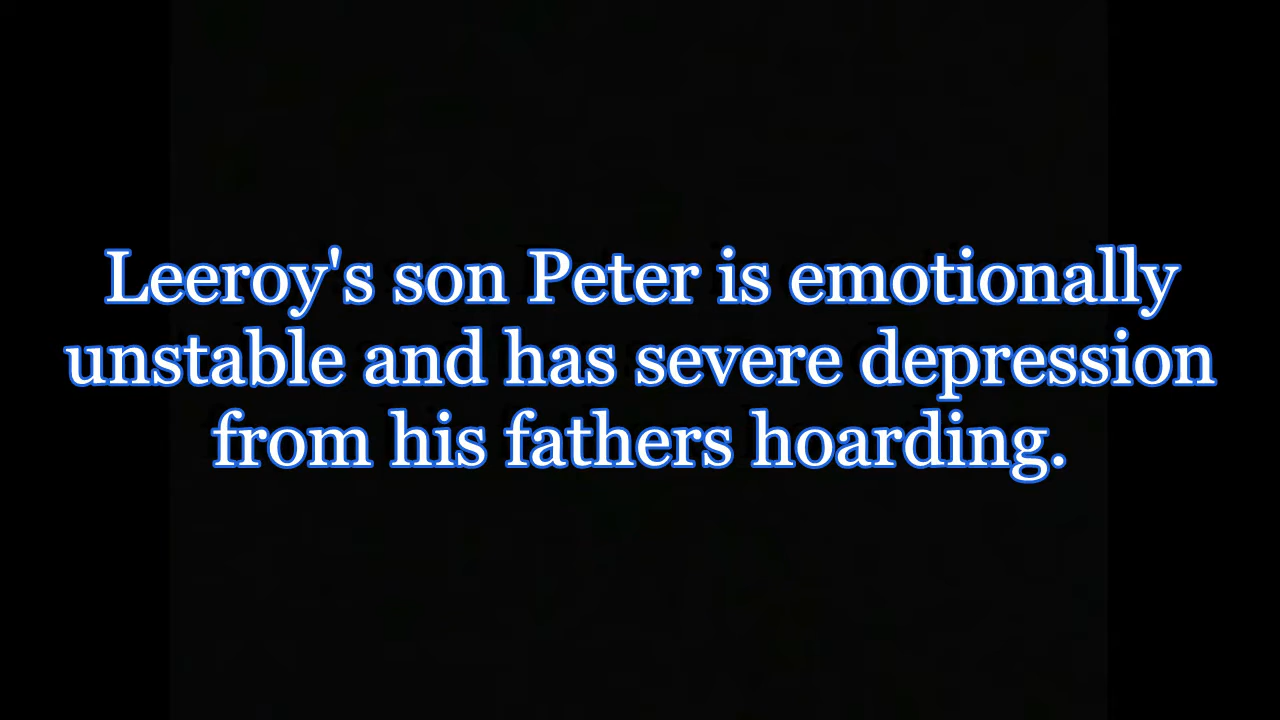 Leeroy's son Peter is emotionally
unstable and has severe depression
from his fathers hoarding.